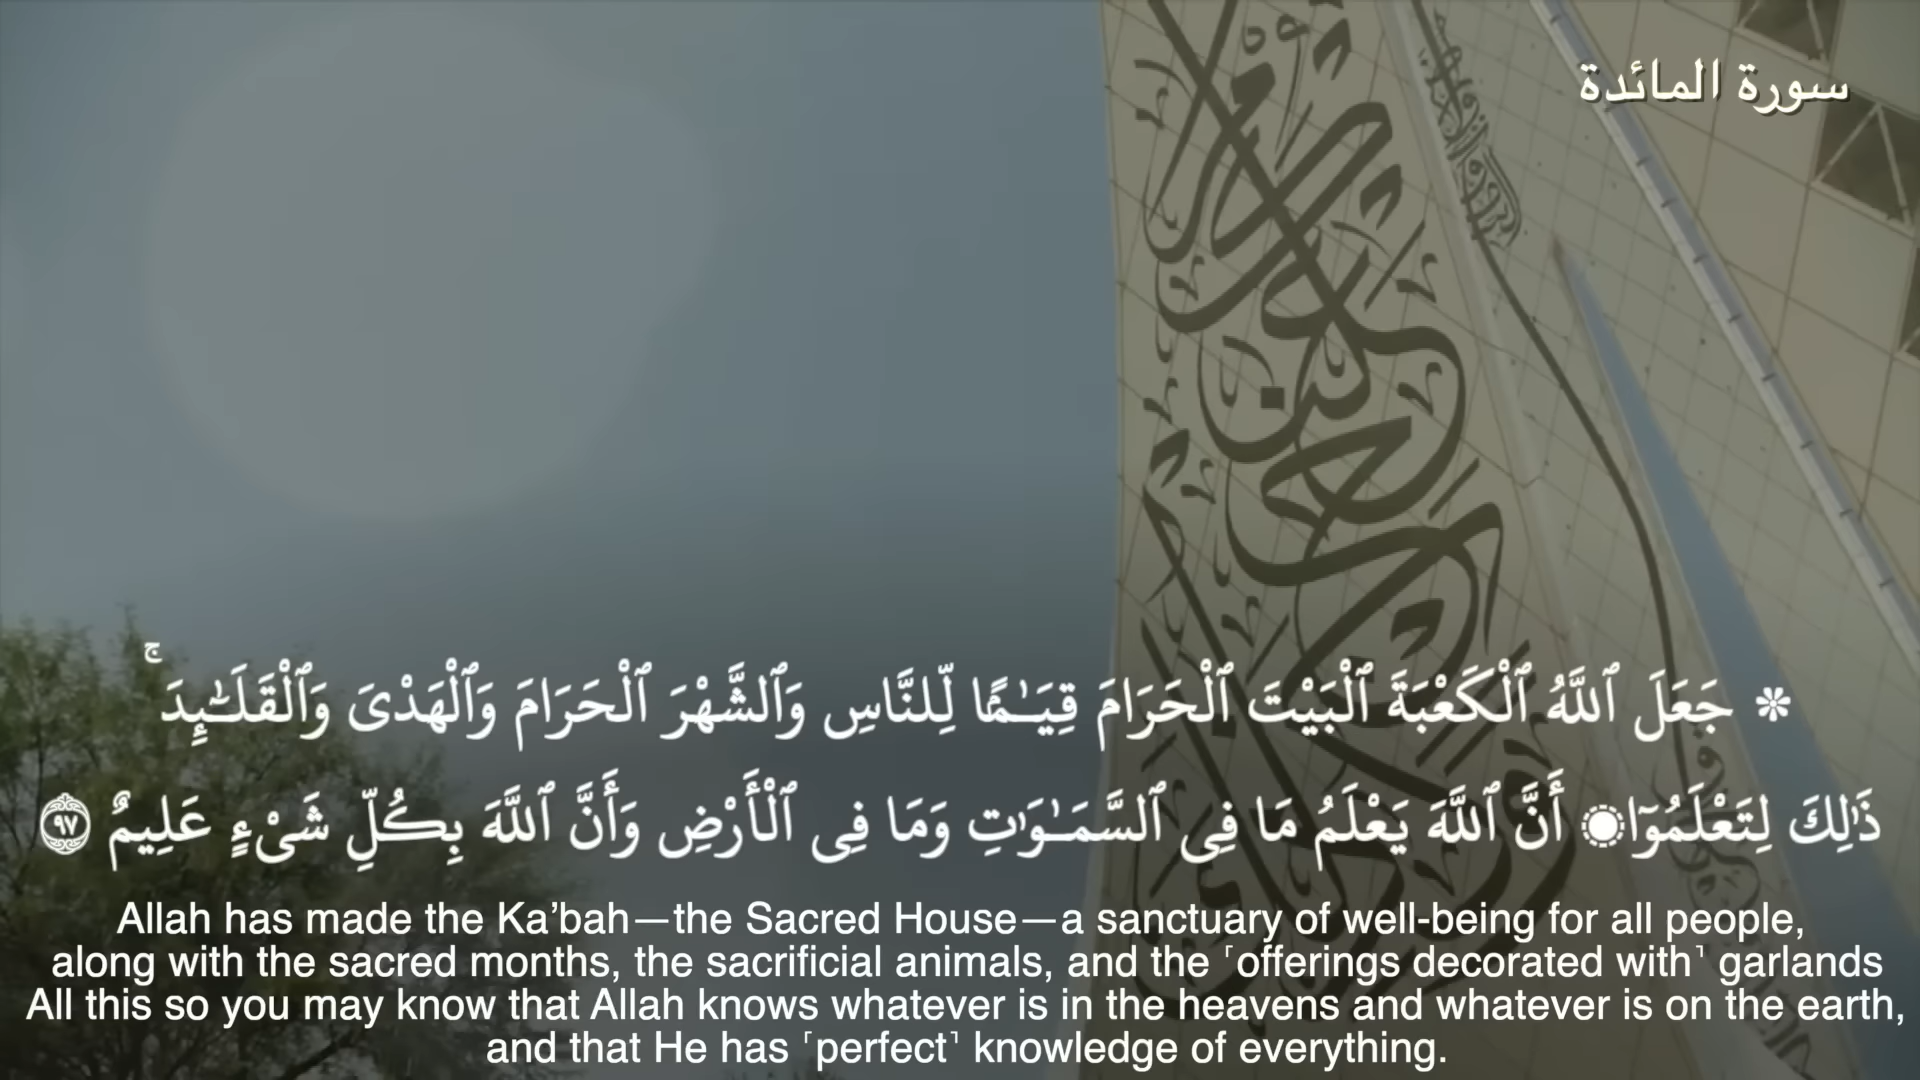 سورة المائدة
۞ جَعَلَ ٱللَّهُ ٱلْكَعْبَةَ ٱلْبَيْتَ ٱلْحَرَامَ قِيَـٰمًا لِّلنَّاسِ وَٱلشَّهْرَ ٱلْحَرَامَ وَٱلْهَدْىَ وَٱلْقَلَـٰٓئِدَ ۚ
ذَٰلِكَ لِتَعْلَمُوٓا۟ أَنَّ ٱللَّهَ يَعْلَمُ مَا فِى ٱلسَّمَـٰوَٰتِ وَمَا فِى ٱلْأَرْضِ وَأَنَّ ٱللَّهَ بِكُلِّ شَىْءٍ عَلِيمٌ ٩٧
Allah has made the Ka’bah—the Sacred House—a sanctuary of well-being for all people,
along with the sacred months, the sacrificial animals, and the ˹offerings decorated with˺ garlands
All this so you may know that Allah knows whatever is in the heavens and whatever is on the earth,
and that He has ˹perfect˺ knowledge of everything.